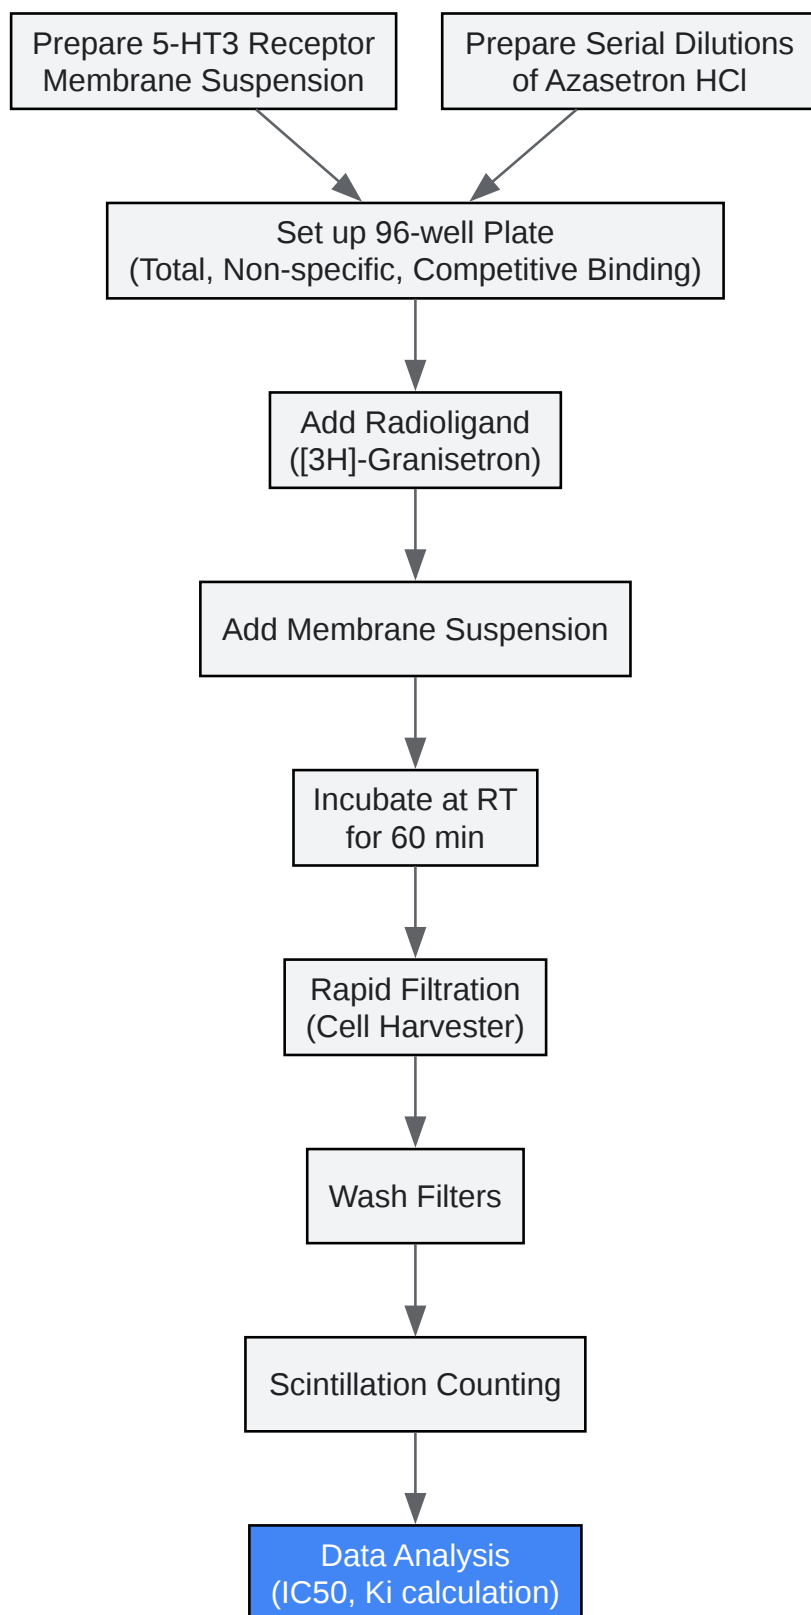 Prepare 5-HT3 Receptor
Membrane Suspension
Prepare Serial Dilutions
of Azasetron HCl
Set up 96-well Plate
(Total, Non-specific, Competitive Binding)
Add Radioligand
([3H]-Granisetron)
Add Membrane Suspension
Incubate at RT
for 60 min
Rapid Filtration
(Cell Harvester)
Wash Filters
Scintillation Counting
Data Analysis
(IC50, Ki calculation)